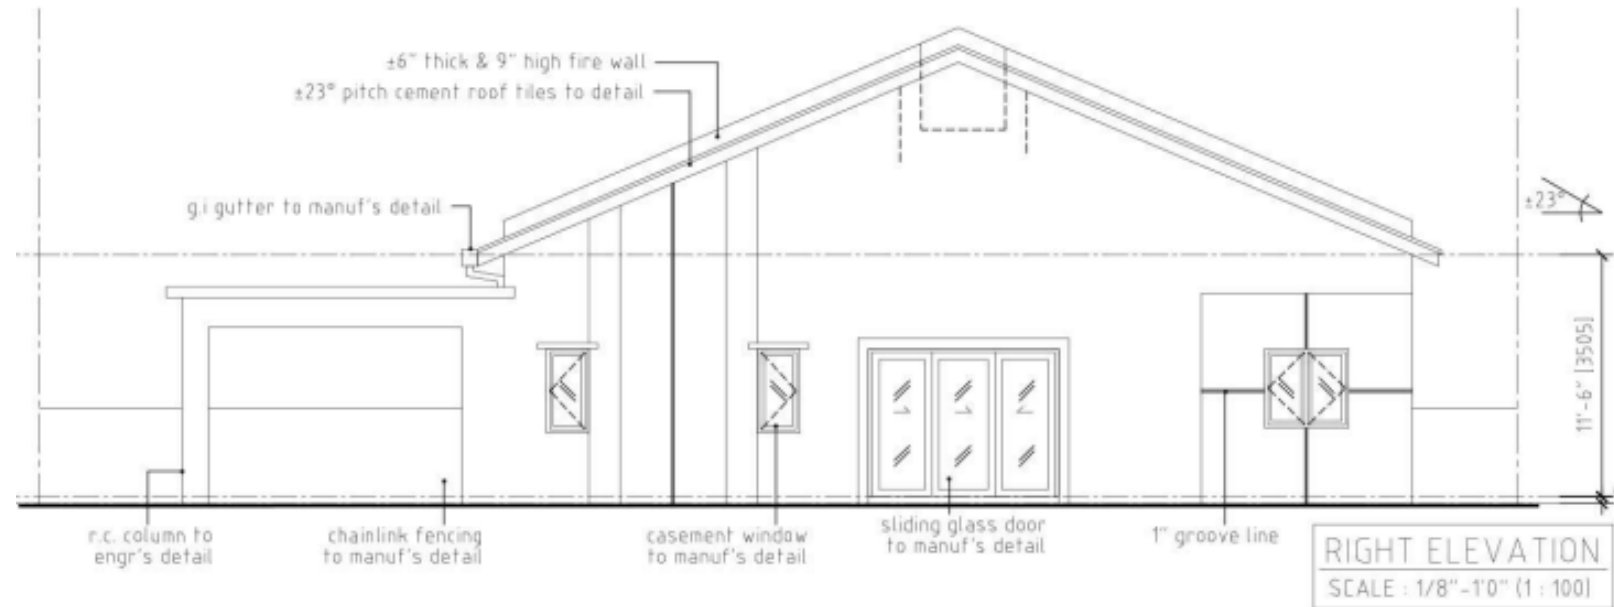 ±6" thick & 9" high fire wall
±23° pitch cement roof tiles to detail
g.i gutter to manuf's detail
±23°
11'-6" [3505]
r.c. column to
engr's detail
chainlink fencing
to manuf's detail
casement window
to manuf's detail
sliding glass door
to manuf's detail
1" groove line
RIGHT ELEVATION
SCALE : 1/8"-1'0" (1 : 100)